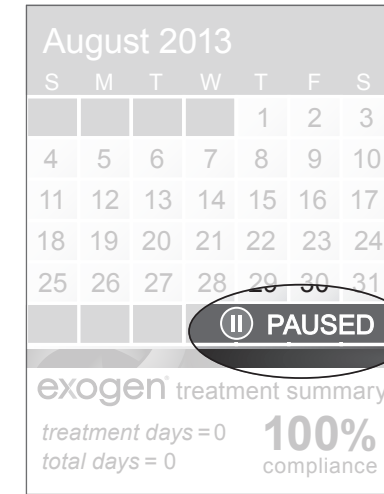 August 2013
S M T W T F S
1 2 3
4 5 6 7 8 9 10
11 12 13 14 15 16 17
18 19 20 21 22 23 24
25 26 27 28 29 30 31
PAUSED
exogen® treatment summary
treatment days = 0
total days = 0
100%
compliance